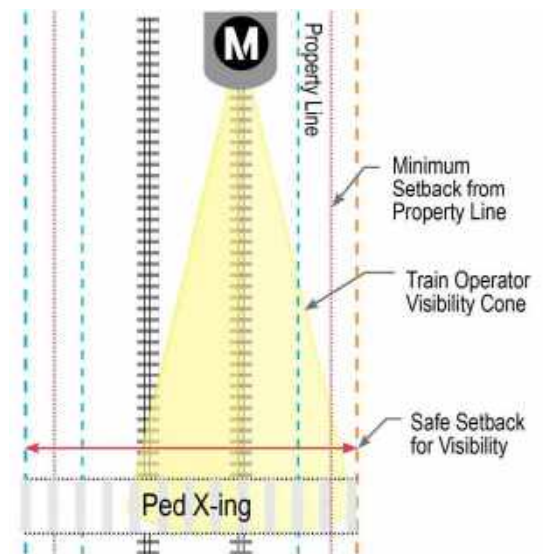 M
Property Line
Minimum
Setback from
Property Line
Train Operator
Visibility Cone
Safe Setback
for Visibility
Ped X-ing